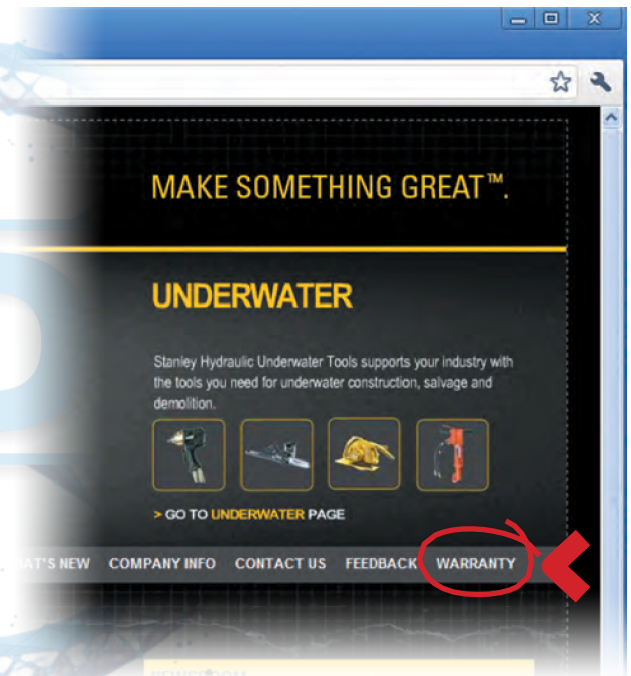 MAKE SOMETHING GREAT™.
UNDERWATER
Stanley Hydraulic Underwater Tools supports your industry with
the tools you need for underwater construction, salvage and
demolition.
> GO TO UNDERWATER PAGE
NEW COMPANY INFO CONTACT US FEEDBACK WARRANTY